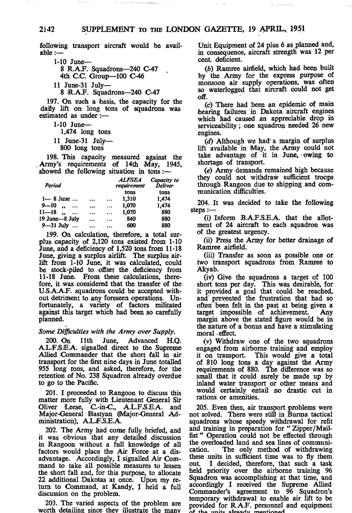 2142 SUPPLEMENT TO THE LONDON GAZETTE, 19 APRIL, 1951
following transport aircraft would be avail-
able :—
1-10 June—
8 R.A.F. Squadrons—240 C-47
4th C.C. Group—100 C-46
11 June-31 July—
8 R.A.F. Squadrons—240 C-47
197. On such a basis, the capacity for the
daily lift on long tons of squadrons was
estimated as under :—
1-10 June—
1,474 long tons
11 June-31 July—
800 long tons
198. This capacity measured against the
Army's requirements of 14th May, 1945,
showed the following situation in tons :—
ALFSEA Capacity to
Period requirement Deliver
tons tons
1— 8 June ... ... ... 1,310 1,474
9—10 ,, ... ... ... 1,070 1,474
11—18 ,, ... ... ... 1,070 880
19 June—8 July ... ... 840 880
9—31 July ... ... ... 600 880
199. On calculation, therefore, a total sur-
plus capacity of 2,120 tons existed from 1-10
June, and a deficiency of 1,520 tons from 11-18
June, giving a surplus airlift. The surplus air-
lift from 1-10 June, it was calculated, could
be stock-piled to offset the deficiency from
11-18 June. From these calculations, there-
fore, it was considered that the transfer of the
U.S.A.A.F. squadrons could be accepted with-
out detriment to any foreseen operations. Un-
fortunately, a variety of factors militated
against this target which had been so carefully
planned.
Some Difficulties with the Army over Supply.
200. On 11th June, Advanced H.Q.
A.L.F.S.E.A. signalled direct to the Supreme
Allied Commander that the short fall in air
transport for the first nine days in June totalled
955 long tons, and asked, therefore, for the
retention of No. 238 Squadron already overdue
to go to the Pacific.
201. I proceeded to Rangoon to discuss this
matter more fully with Lieutenant General Sir
Oliver Leese, C.-in-C., A.L.F.S.E.A. and
Major-General Bastyan (Major-General Ad-
ministration), A.L.F.S.E.A.
202. The Army had come fully briefed, and
it was obvious that any detailed discussion
in Rangoon without a full knowledge of all
factors would place the Air Force at a dis-
advantage. Accordingly, I signalled Air Com-
mand to take all possible measures to lessen
the short fall and, for this purpose, to allocate
22 additional Dakotas at once. Upon my re-
turn to Command, at Kandy, I held a full
discussion on the problem.
203. The varied aspects of the problem are
worth detailing since they illustrate the many
Unit Equipment of 24 plus 6 as planned and,
in consequence, aircraft strength was 12 per
cent. deficient.
(b) Ramree airfield, which had been built
by the Army for the express purpose of
monsoon air supply operations, was often
so waterlogged that aircraft could not get
off.
(c) There had been an epidemic of main
bearing failures in Dakota aircraft engines
which had caused an appreciable drop in
serviceability ; one squadron needed 26 new
engines.
(d) Although we had a margin of surplus
lift available in May, the Army could not
take advantage of it in June, owing to
shortage of transport.
(e) Army demands remained high because
they could not withdraw sufficient troops
through Rangoon due to shipping and com-
munication difficulties.
204. It was decided to take the following
steps :—
(i) Inform B.A.F.S.E.A. that the allot-
ment of 24 aircraft to each squadron was
of the greatest urgency.
(ii) Press the Army for better drainage of
Ramree airfield.
(iii) Transfer as soon as possible one or
two transport squadrons from Ramree to
Akyab.
(iv) Give the squadrons a target of 100
short tons per day. This was desirable, for
it provided a goal that could be reached,
and prevented the frustration that had so
often been felt in the past at being given a
target impossible of achievement. Any
margin above the stated figure would be in
the nature of a bonus and have a stimulating
moral effect.
(v) Withdraw one of the two squadrons
engaged from airborne training and employ
it on transport. This would give a total
of 810 long tons a day against the Army
requirements of 880. The difference was so
small that it could surely be made up by
inland water transport or other means and
would certainly entail no drastic cut in
rations or amenities.
205. Even then, air transport problems were
not solved. There were still in Burma tactical
squadrons whose speedy withdrawal for refit
and training in preparation for "Zipper/Mail-
fist" Operation could not be effected through
the overloaded land and sea lines of communi-
cation. The only method of withdrawing
these units in sufficient time was to fly them
out. I decided, therefore, that such a task
held priority over the airborne training 96
Squadron was accomplishing at that time, and
accordingly I received the Supreme Allied
Commander's agreement to 96 Squadron's
temporary withdrawal to enable air lift to be
provided for R.A.F. personnel and equipment
of the units already mentioned.